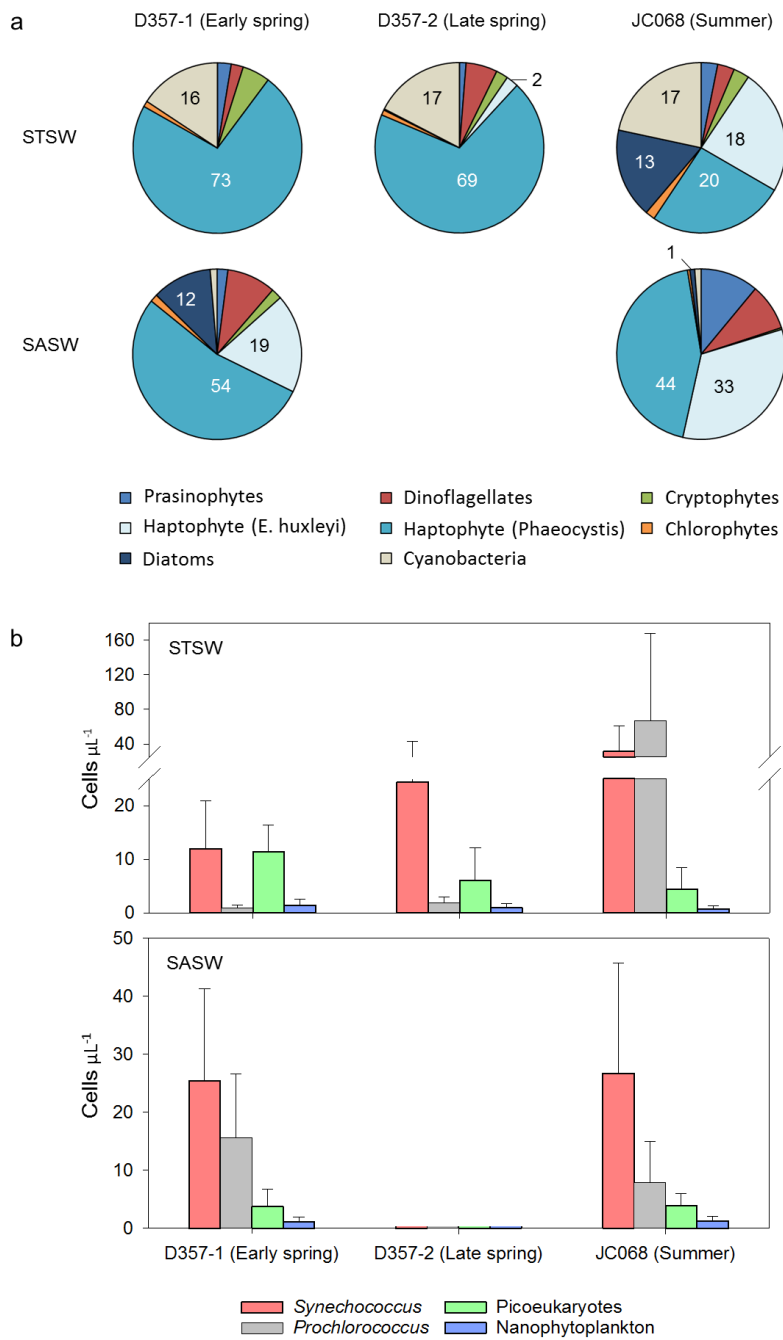 a
D357-1 (Early spring) D357-2 (Late spring) JC068 (Summer)
STSW
16
73
17
2
69
17
18
13
20
SASW
12
19
54
1
44
33
Prasinophytes Dinoflagellates Cryptophytes
Haptophyte (E. huxleyi) Haptophyte (Phaeocystis) Chlorophytes
Diatoms Cyanobacteria
b
STSW
Cells µL⁻¹
160
120
80
40
20
10
0
SASW
Cells µL⁻¹
50
40
30
20
10
0
D357-1 (Early spring) D357-2 (Late spring) JC068 (Summer)
Synechococcus Picoeukaryotes
Prochlorococcus Nanophytoplankton